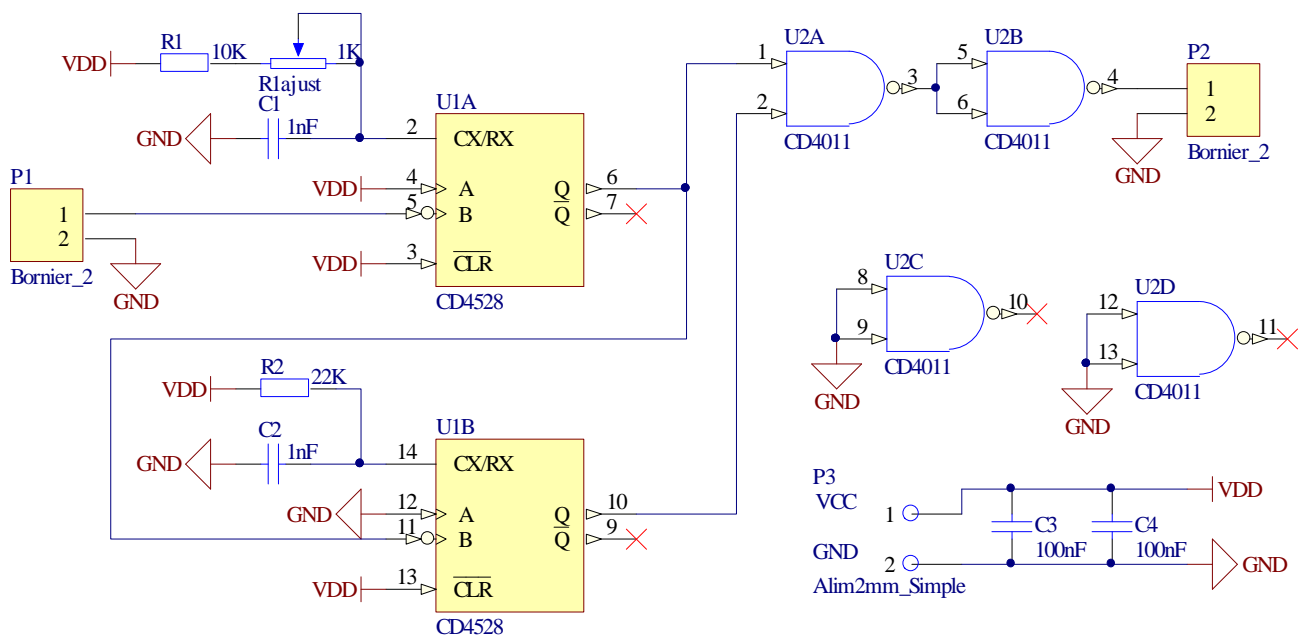 R1
VDD
10K
1K
R1ajust
C1
GND
1nF
U1A
2
CX/RX
VDD
4
A
Q
6
5
B
Q
7
VDD
3
CLR
CD4528
P1
1
2
Bornier_2
GND
U2A
1
2
3
CD4011
U2B
5
6
4
CD4011
P2
1
2
Bornier_2
GND
U2C
8
9
10
CD4011
GND
U2D
12
13
11
CD4011
GND
R2
VDD
22K
C2
GND
1nF
U1B
14
CX/RX
GND
12
A
Q
10
11
B
Q
9
VDD
13
CLR
CD4528
P3
VCC
1
VDD
C3
100nF
C4
100nF
GND
2
GND
Alim2mm_Simple